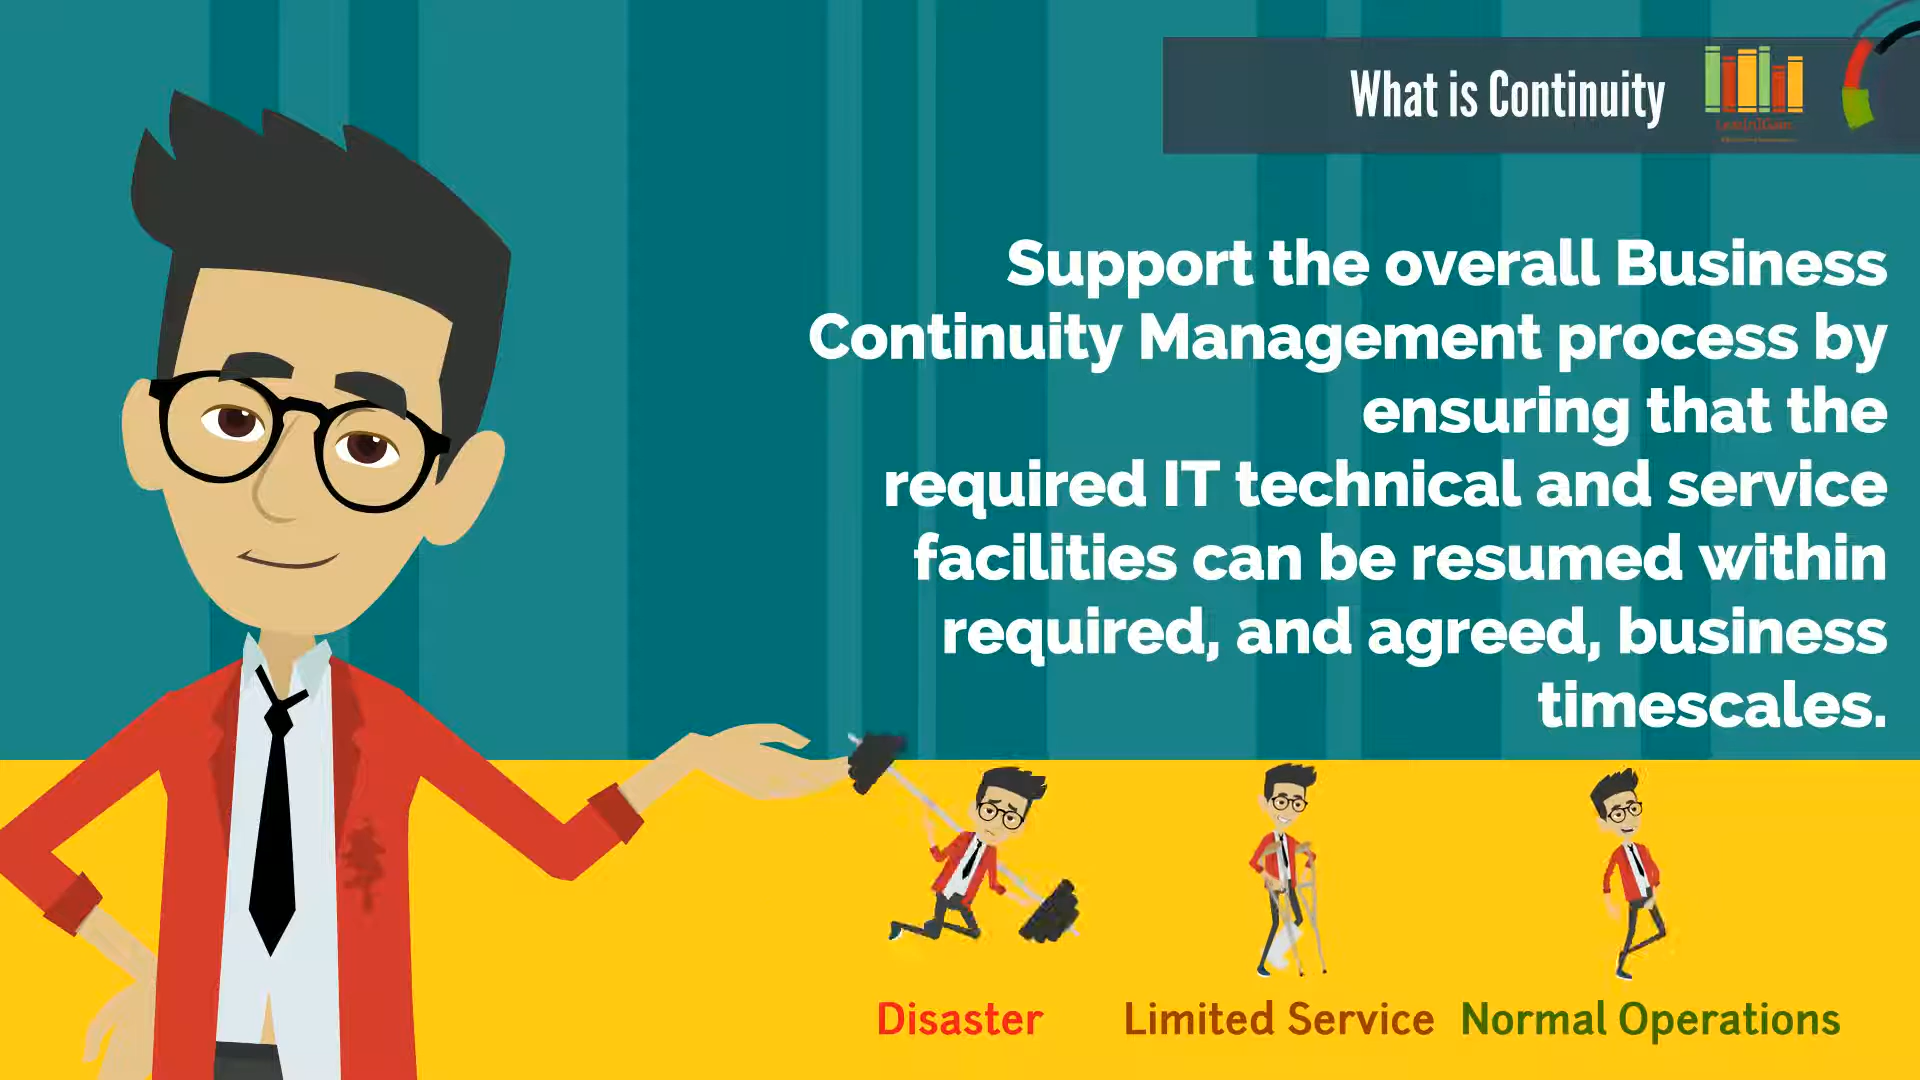 What is Continuity
Support the overall Business
Continuity Management process by
ensuring that the
required IT technical and service
facilities can be resumed within
required, and agreed, business
timescales.
Disaster
Limited Service
Normal Operations